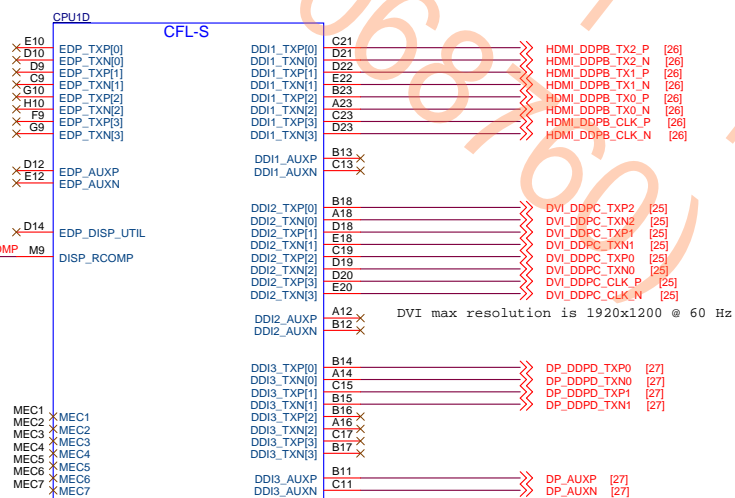 CPU1D
CFL-S
E10 EDP_TXP[0] DDI1_TXP[0] C21 HDMI_DDPB_TX2_P [26]
D10 EDP_TXN[0] DDI1_TXN[0] D21 HDMI_DDPB_TX2_N [26]
D9 EDP_TXP[1] DDI1_TXP[1] D22 HDMI_DDPB_TX1_P [26]
C9 EDP_TXN[1] DDI1_TXN[1] E22 HDMI_DDPB_TX1_N [26]
G10 EDP_TXP[2] DDI1_TXP[2] B23 HDMI_DDPB_TX0_P [26]
H10 EDP_TXN[2] DDI1_TXN[2] A23 HDMI_DDPB_TX0_N [26]
F9 EDP_TXP[3] DDI1_TXP[3] C23 HDMI_DDPB_CLK_P [26]
G9 EDP_TXN[3] DDI1_TXN[3] D23 HDMI_DDPB_CLK_N [26]
D12 EDP_AUXP DDI1_AUXP B13
E12 EDP_AUXN DDI1_AUXN C13
DDI2_TXP[0] B18 DVI_DDPC_TXP2 [25]
DDI2_TXN[0] A18 DVI_DDPC_TXN2 [25]
D14 EDP_DISP_UTIL DDI2_TXP[1] D18 DVI_DDPC_TXP1 [25]
DDI2_TXN[1] E18 DVI_DDPC_TXN1 [25]
OMP M9 DISP_RCOMP DDI2_TXP[2] C19 DVI_DDPC_TXP0 [25]
DDI2_TXN[2] D19 DVI_DDPC_TXN0 [25]
DDI2_TXP[3] D20 DVI_DDPC_CLK_P [25]
DDI2_TXN[3] E20 DVI_DDPC_CLK_N [25]
DDI2_AUXP A12 DVI max resolution is 1920x1200 @ 60 Hz
DDI2_AUXN B12
DDI3_TXP[0] B14 DP_DDPD_TXP0 [27]
DDI3_TXN[0] A14 DP_DDPD_TXN0 [27]
DDI3_TXP[1] C15 DP_DDPD_TXP1 [27]
DDI3_TXN[1] B15 DP_DDPD_TXN1 [27]
MEC1 MEC1 DDI3_TXP[2] B16
MEC2 MEC2 DDI3_TXN[2] A16
MEC3 MEC3 DDI3_TXP[3] C17
MEC4 MEC4 DDI3_TXN[3] B17
MEC5 MEC5
MEC6 MEC6 DDI3_AUXP B11 DP_AUXP [27]
MEC7 MEC7 DDI3_AUXN C11 DP_AUXN [27]
068760)